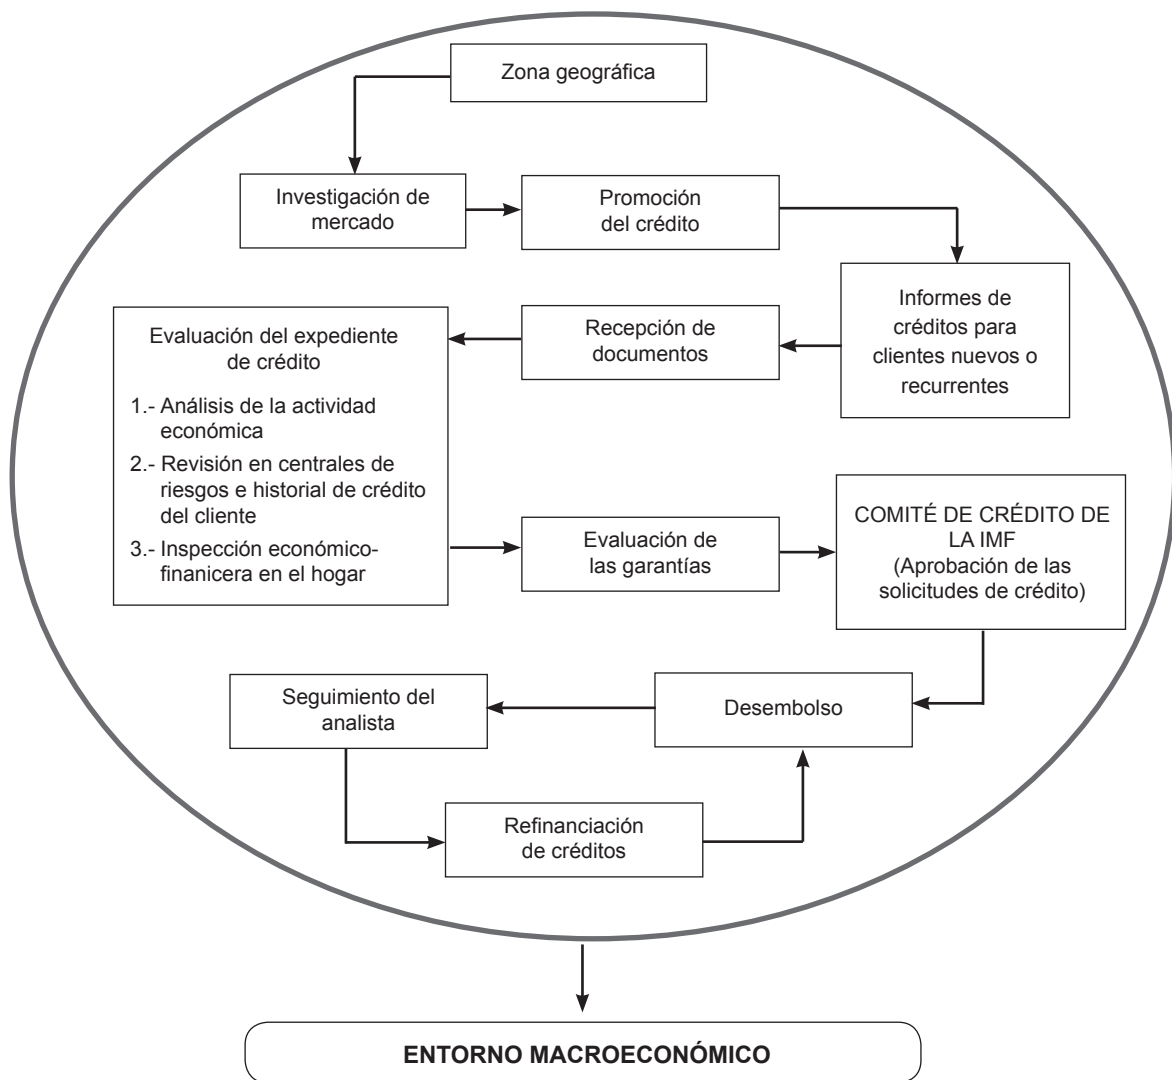 Zona geográfica
Investigación de
mercado
Promoción
del crédito
Informes de
créditos para
clientes nuevos o
recurrentes
Recepción de
documentos
Evaluación del expediente
de crédito
1.- Análisis de la actividad
económica
2.- Revisión en centrales de
riesgos e historial de crédito
del cliente
3.- Inspección económico-
finanicera en el hogar
Evaluación de
las garantías
COMITÉ DE CRÉDITO DE
LA IMF
(Aprobación de las
solicitudes de crédito)
Desembolso
Seguimiento del
analista
Refinanciación
de créditos
ENTORNO MACROECONÓMICO